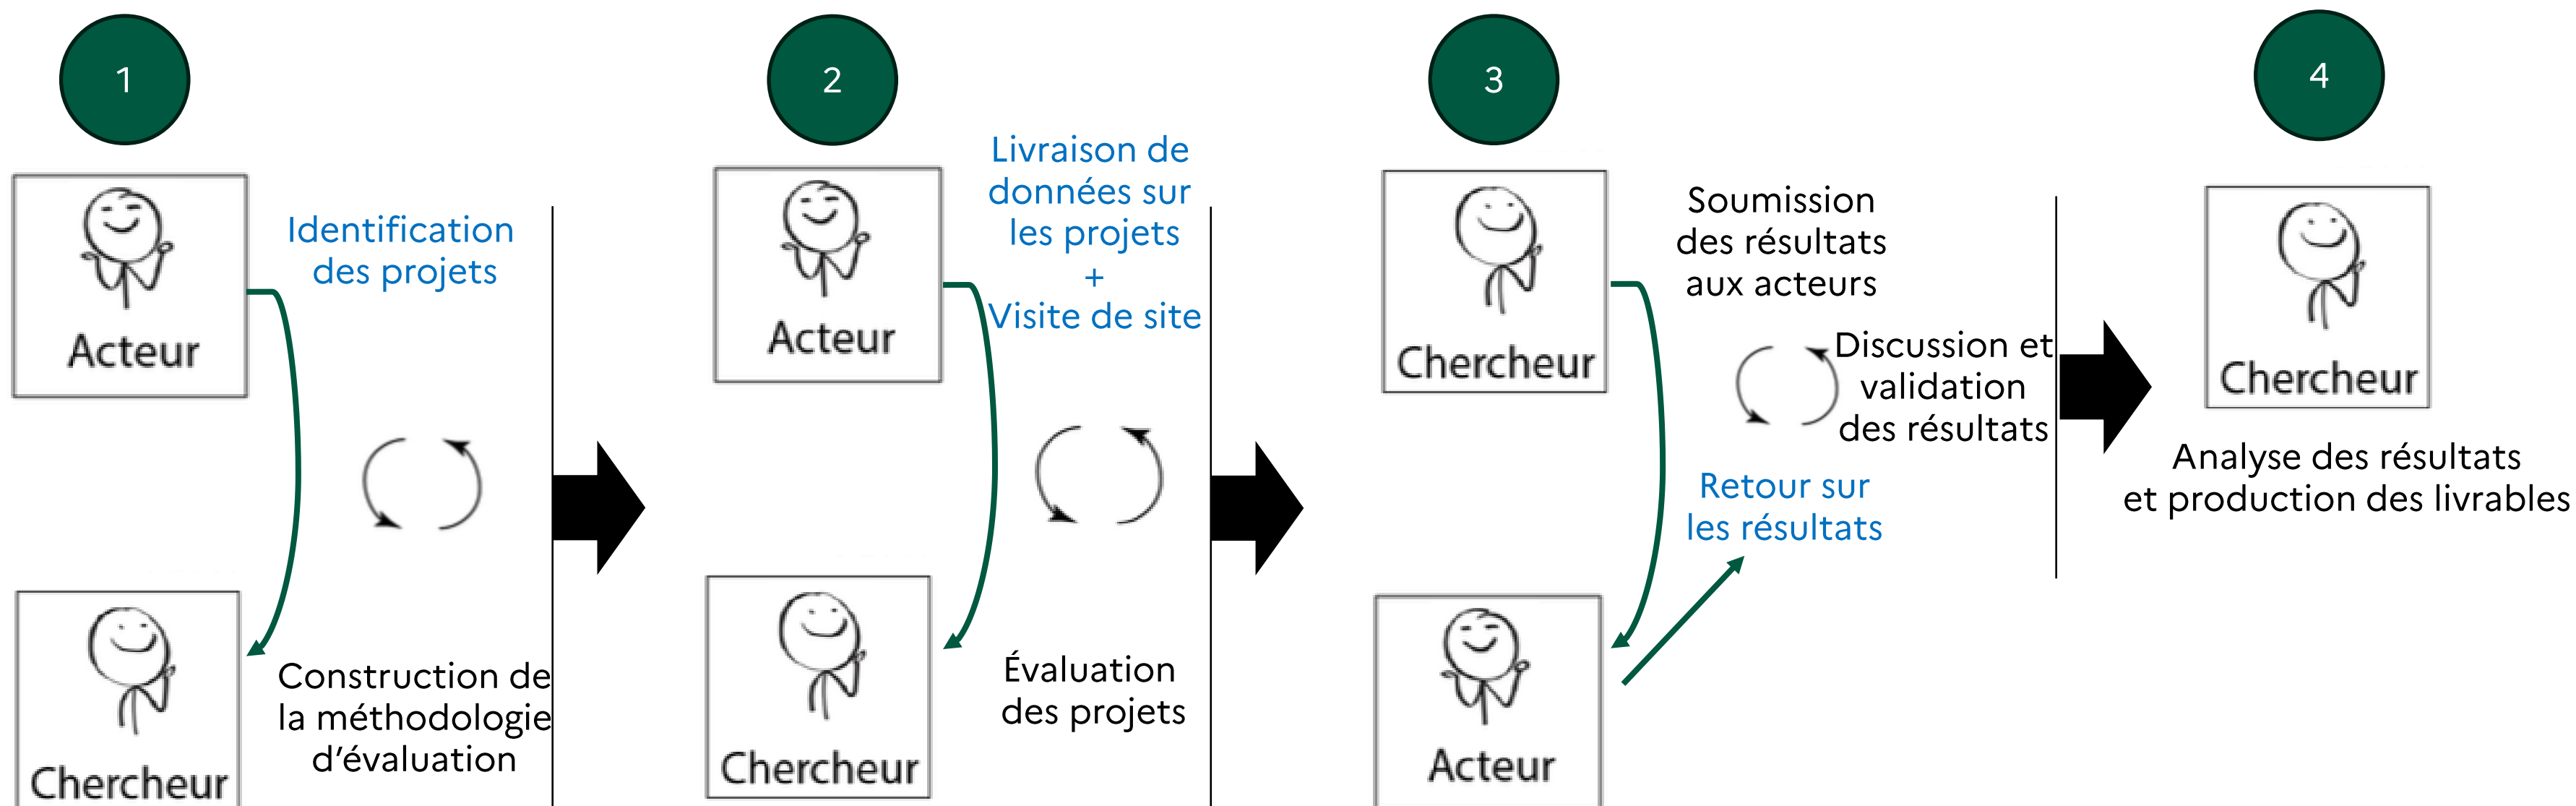 1
Acteur
Identification
des projets
Chercheur
Construction de
la méthodologie
d’évaluation
2
Acteur
Livraison de
données sur
les projets
+
Visite de site
Chercheur
Évaluation
des projets
3
Chercheur
Soumission
des résultats
aux acteurs
Discussion et
validation
des résultats
Retour sur
les résultats
Acteur
4
Chercheur
Analyse des résultats
et production des livrables